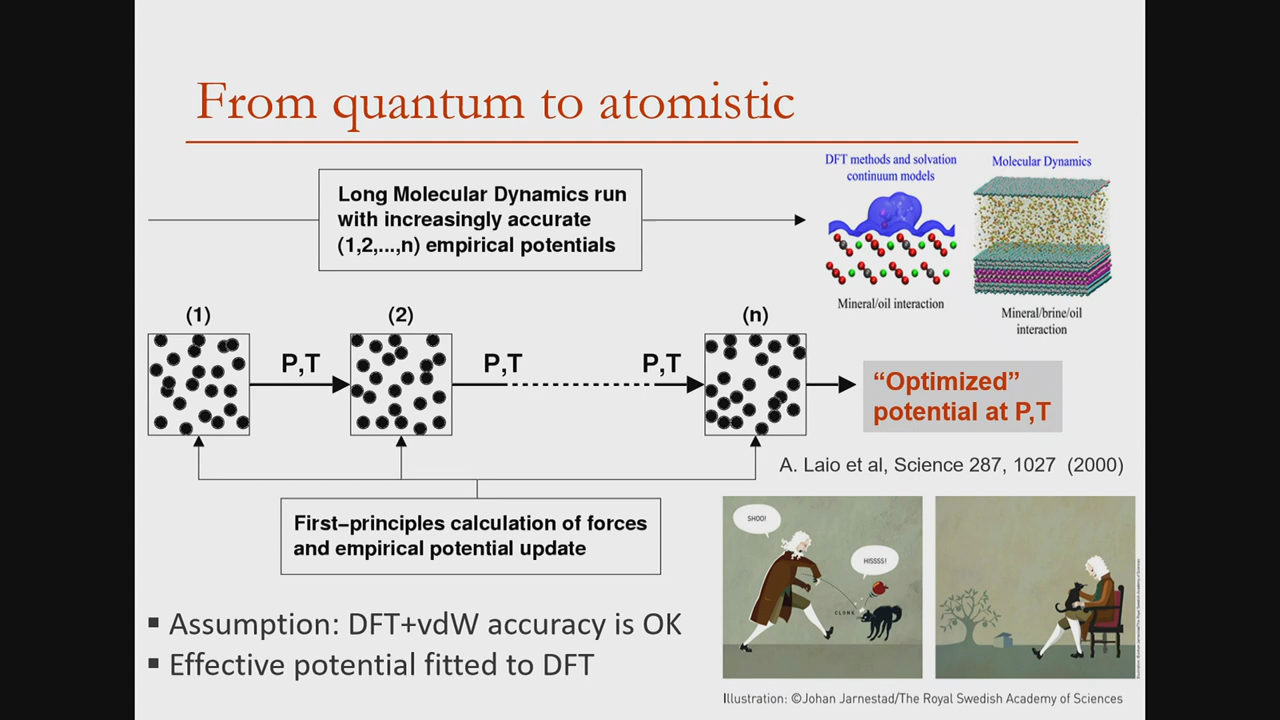 From quantum to atomistic
Long Molecular Dynamics run
with increasingly accurate
(1,2,...,n) empirical potentials
DFT methods and solvation
continuum models
Mineral/oil interaction
Molecular Dynamics
Mineral/brine/oil
interaction
(1)
(2)
(n)
P,T
P,T
P,T
“Optimized”
potential at P,T
A. Laio et al, Science 287, 1027 (2000)
First–principles calculation of forces
and empirical potential update
SHOO!
HISSSS!
CLONK
▪ Assumption: DFT+vdW accuracy is OK
▪ Effective potential fitted to DFT
Illustration: ©Johan Jarnestad/The Royal Swedish Academy of Sciences